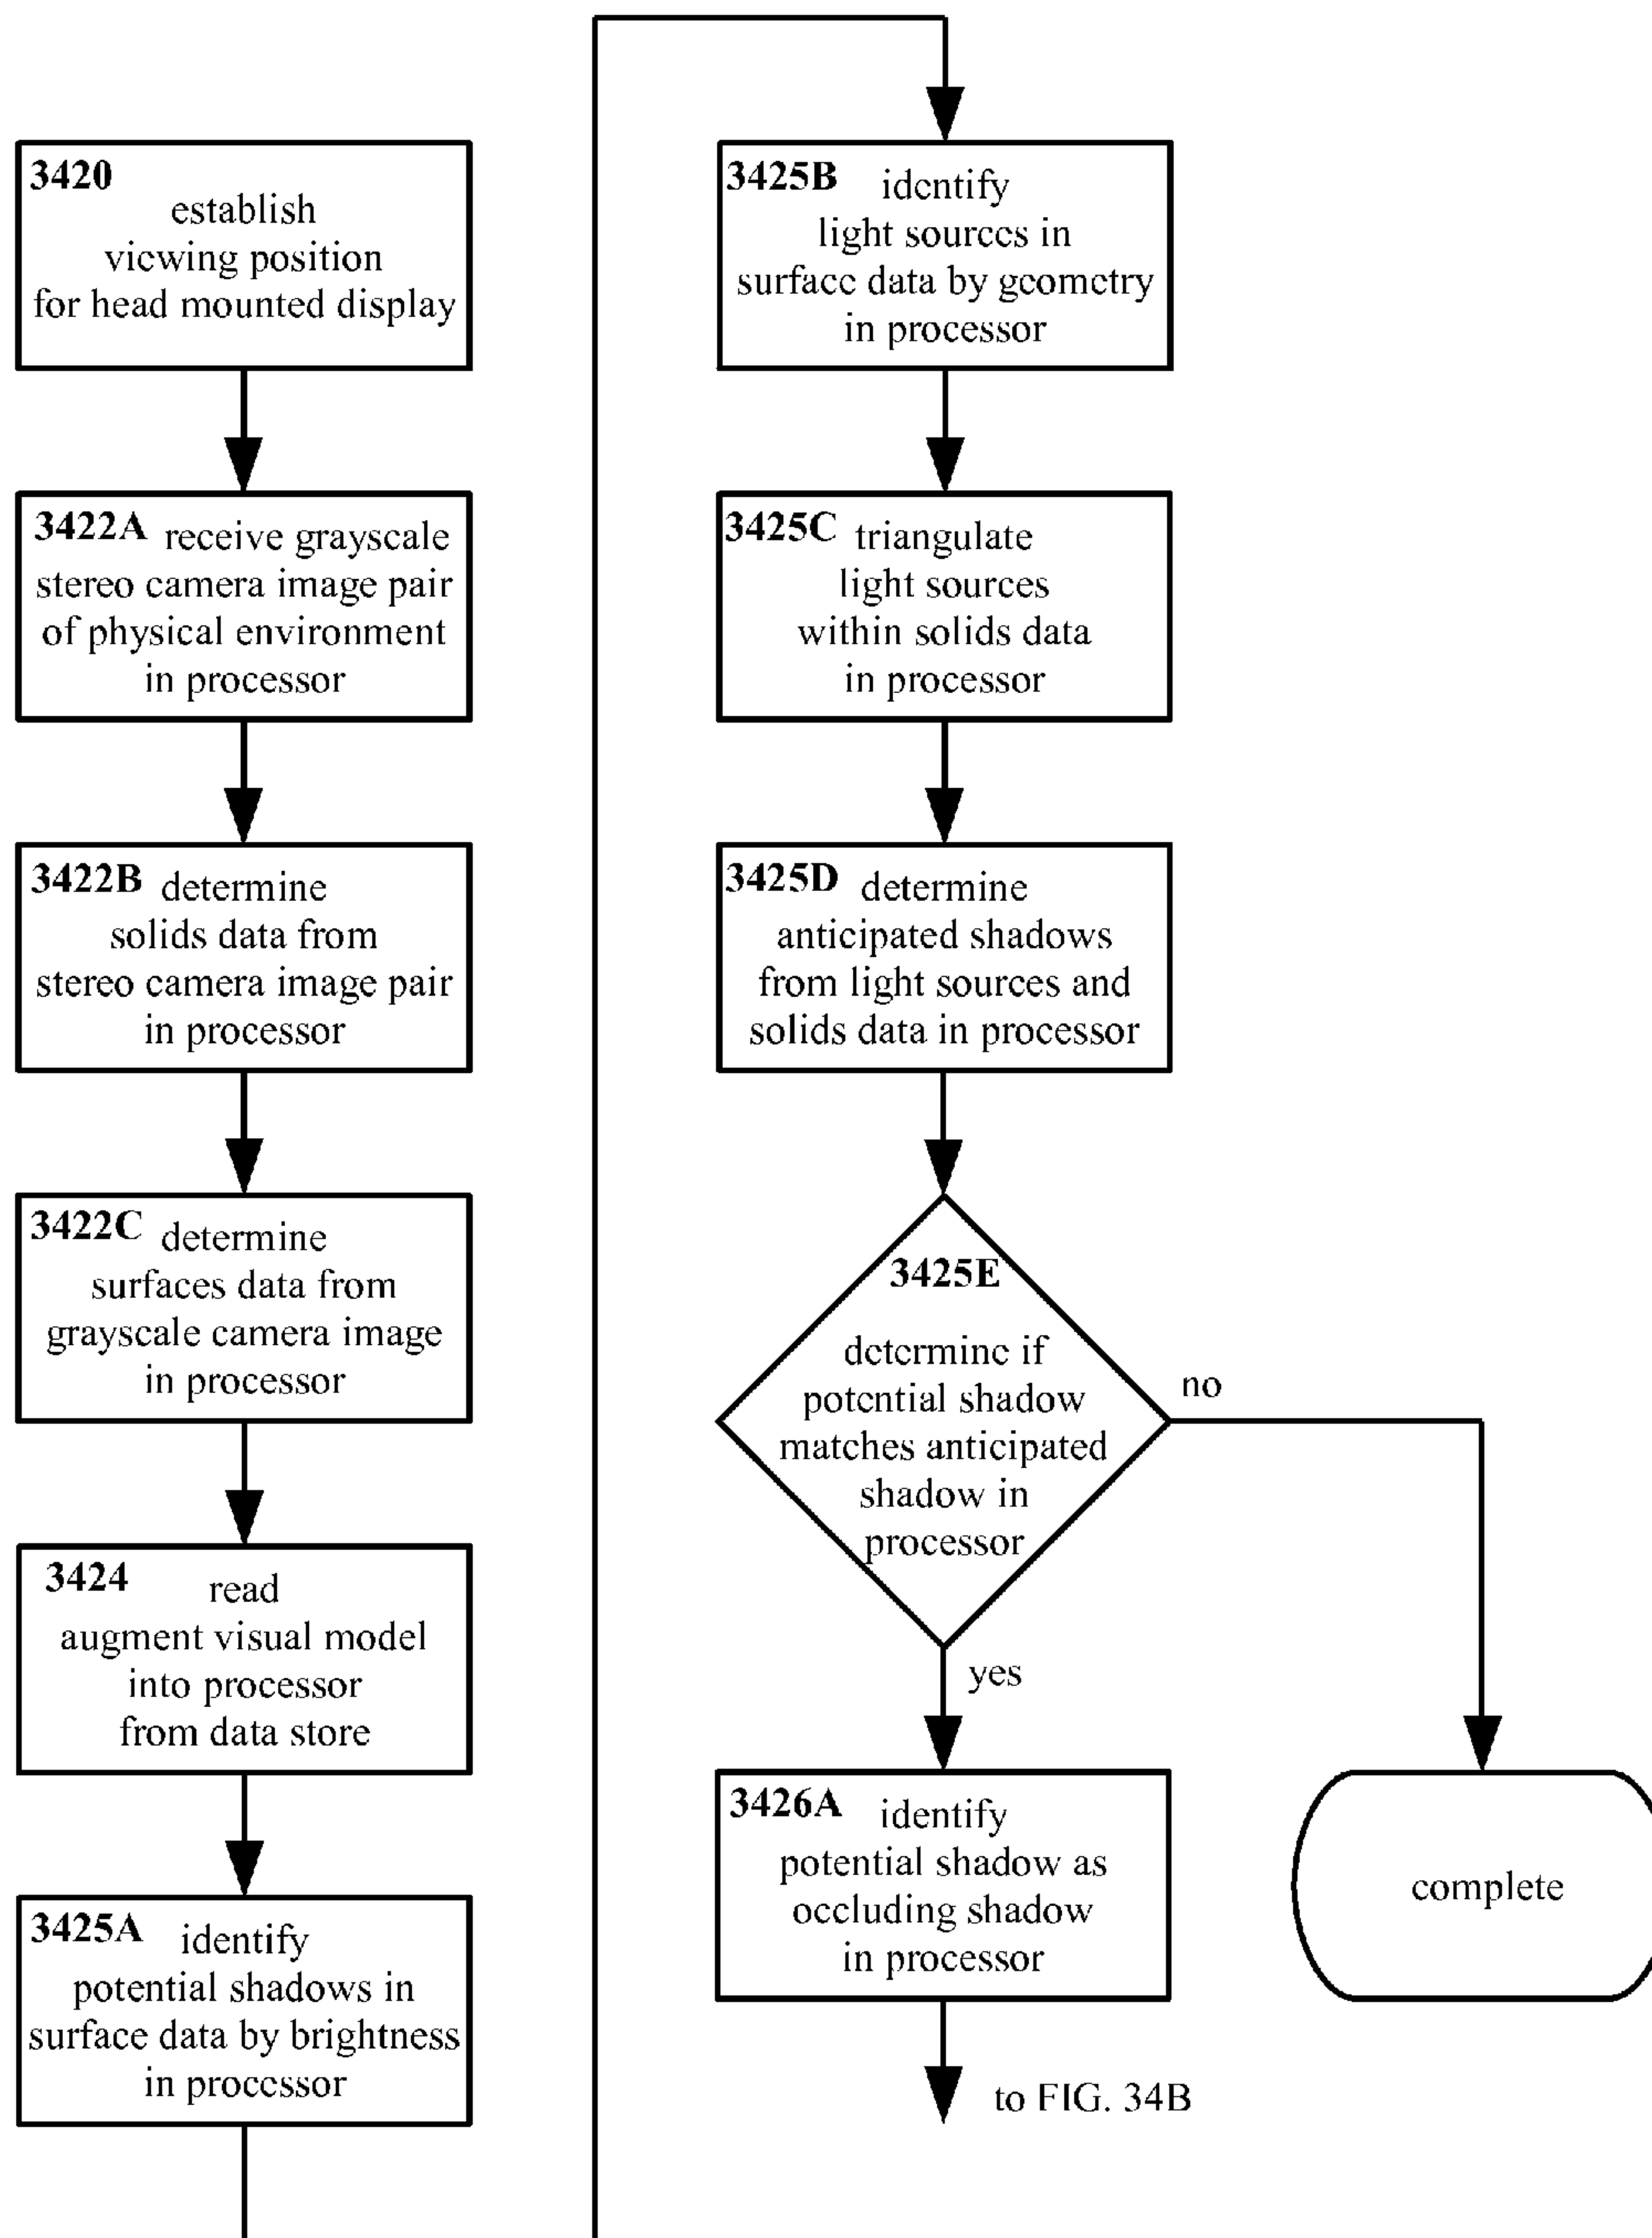 3420
establish
viewing position
for head mounted display
3422A receive grayscale
stereo camera image pair
of physical environment
in processor
3422B determine
solids data from
stereo camera image pair
in processor
3422C determine
surfaces data from
grayscale camera image
in processor
3424 read
augment visual model
into processor
from data store
3425A identify
potential shadows in
surface data by brightness
in processor
3425B identify
light sources in
surface data by geometry
in processor
3425C triangulate
light sources
within solids data
in processor
3425D determine
anticipated shadows
from light sources and
solids data in processor
3425E
determine if
potential shadow
matches anticipated
shadow in
processor
no
yes
3426A identify
potential shadow as
occluding shadow
in processor
complete
to FIG. 34B